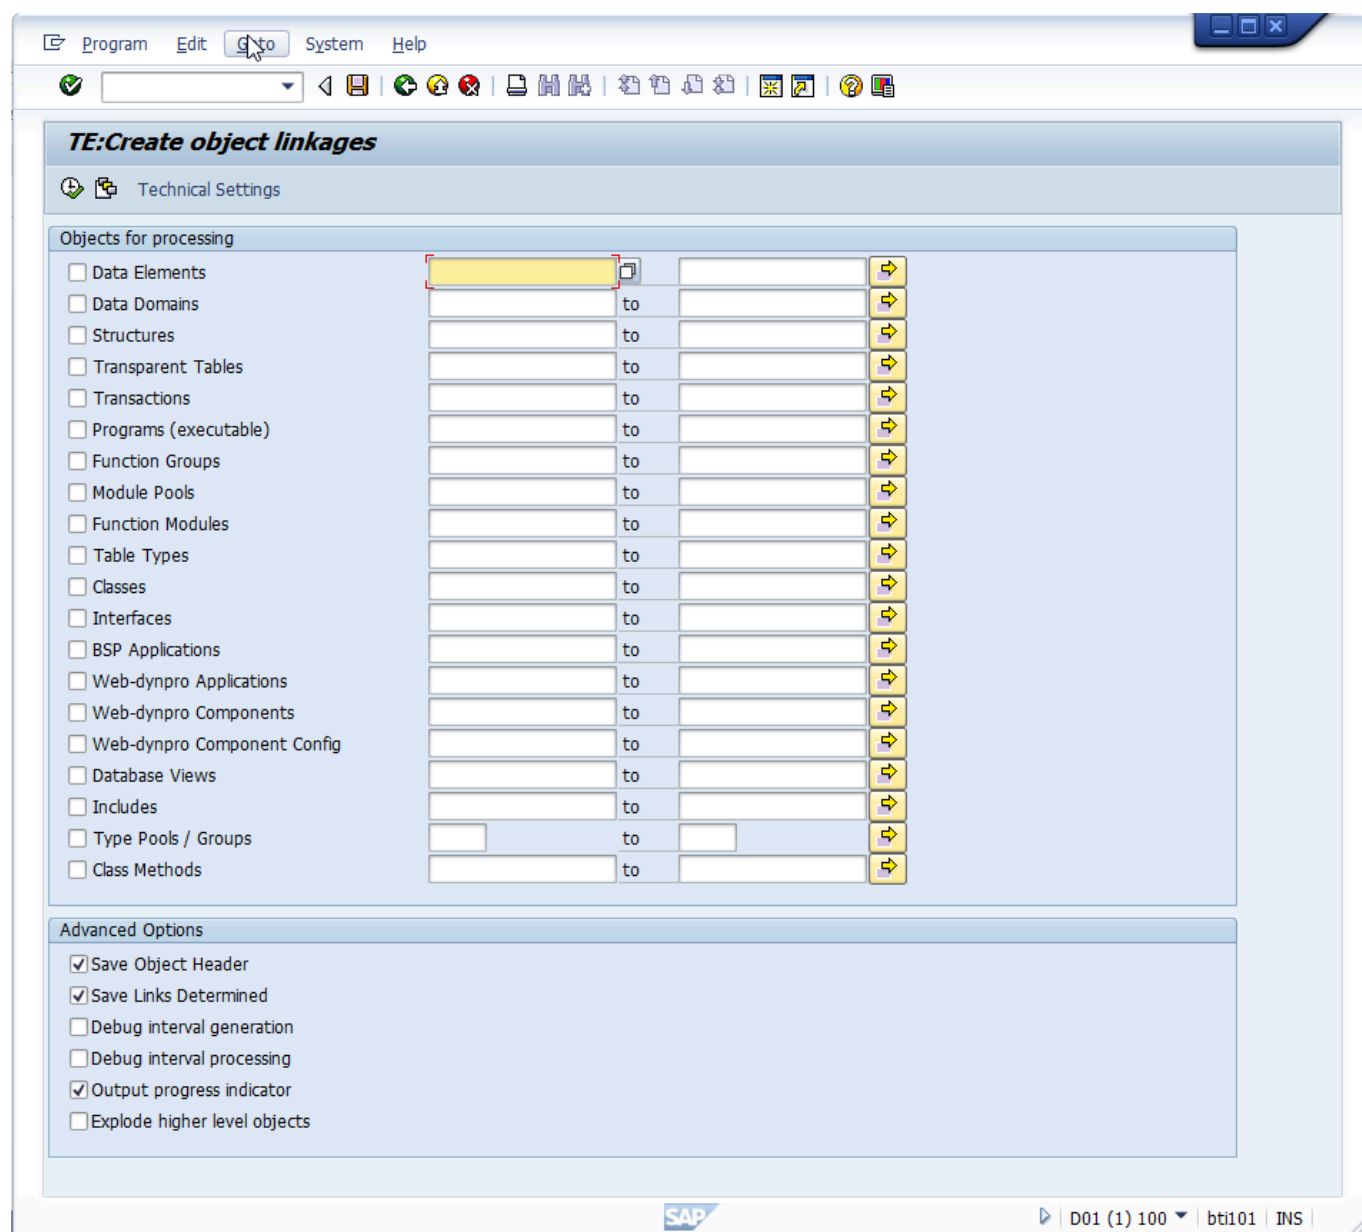 Program Edit Goto System Help
TE:Create object linkages
Technical Settings
Objects for processing
Data Elements
Data Domains to
Structures to
Transparent Tables to
Transactions to
Programs (executable) to
Function Groups to
Module Pools to
Function Modules to
Table Types to
Classes to
Interfaces to
BSP Applications to
Web-dynpro Applications to
Web-dynpro Components to
Web-dynpro Component Config to
Database Views to
Includes to
Type Pools / Groups to
Class Methods to
Advanced Options
Save Object Header
Save Links Determined
Debug interval generation
Debug interval processing
Output progress indicator
Explode higher level objects
SAP D01 (1) 100 bti101 INS